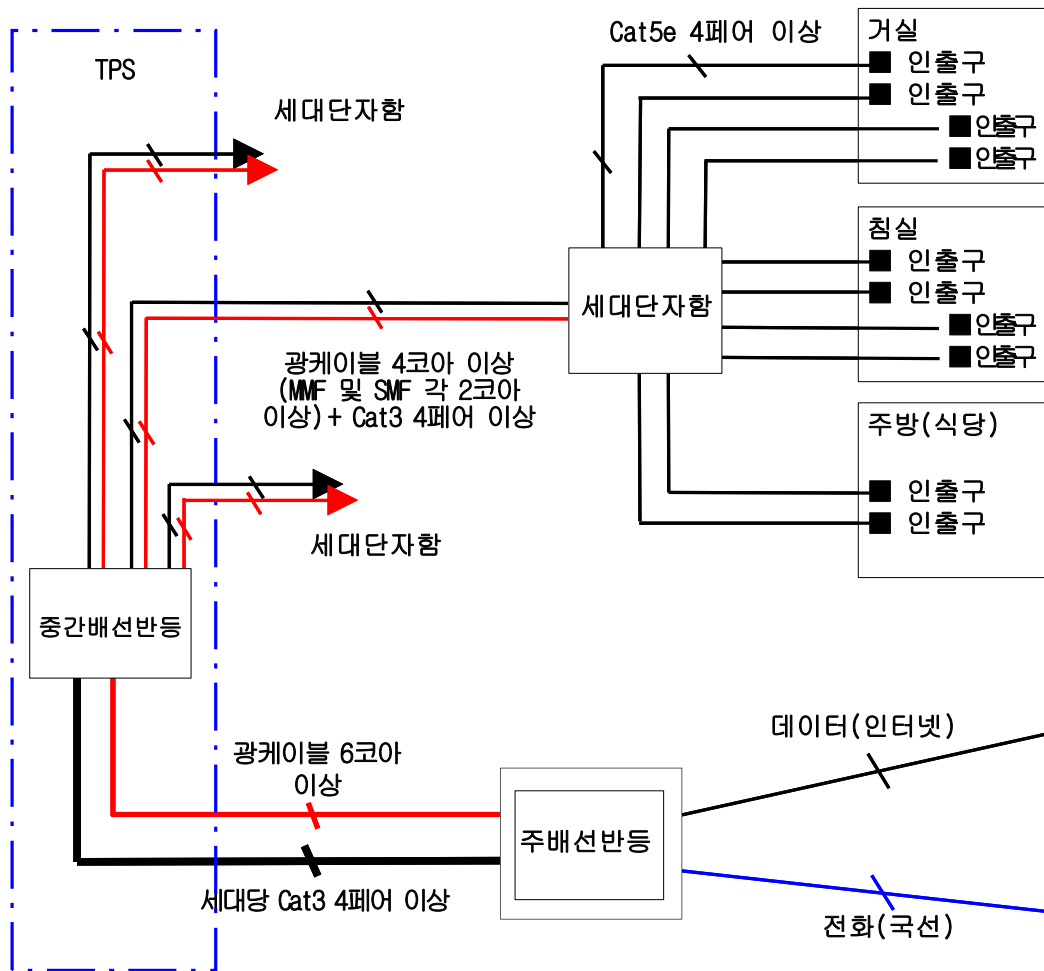 Cat5e 4페어 이상
거실
인출구
인출구
인출구
인출구
TPS
세대단자함
침실
인출구
인출구
인출구
인출구
세대단자함
광케이블 4코아 이상
(MMF 및 SMF 각 2코아
이상)+ Cat3 4페어 이상
주방(식당)
인출구
인출구
세대단자함
중간배선반등
데이터(인터넷)
광케이블 6코아
이상
주배선반등
세대당 Cat3 4페어 이상
전화(국선)